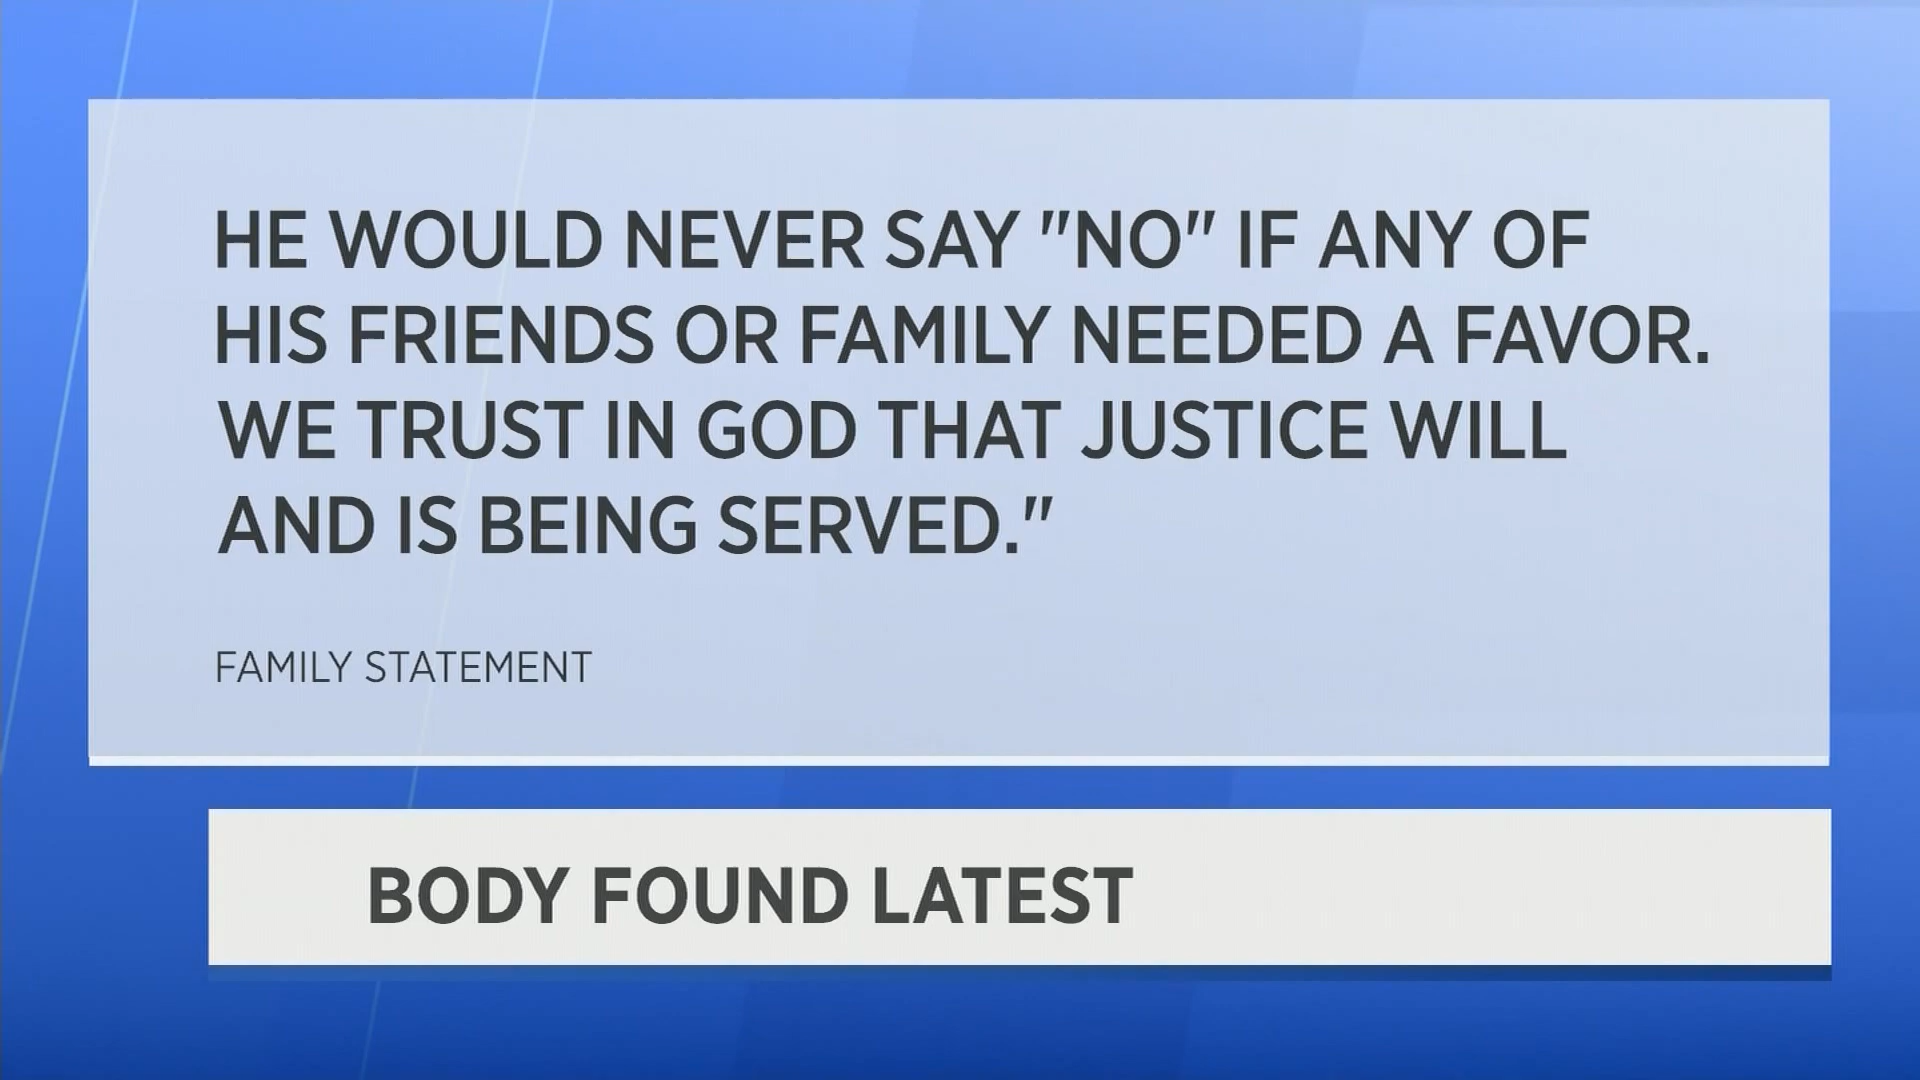 HE WOULD NEVER SAY "NO" IF ANY OF
HIS FRIENDS OR FAMILY NEEDED A FAVOR.
WE TRUST IN GOD THAT JUSTICE WILL
AND IS BEING SERVED."
FAMILY STATEMENT
BODY FOUND LATEST